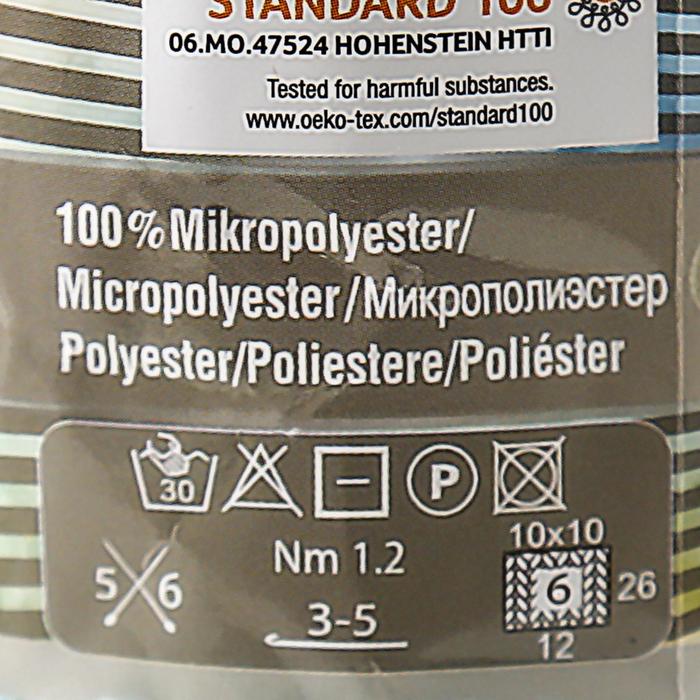 STANDARD 100
06.MO.47524 HOHENSTEIN HTTI
Tested for harmful substances.
www.oeko-tex.com/standard100
100% Mikropolyester/
Micropolyester/Микрополиэстер
Polyester/Poliestere/Poliéster
30
P
5 6
Nm 1.2
3-5
10x10
6
26
12